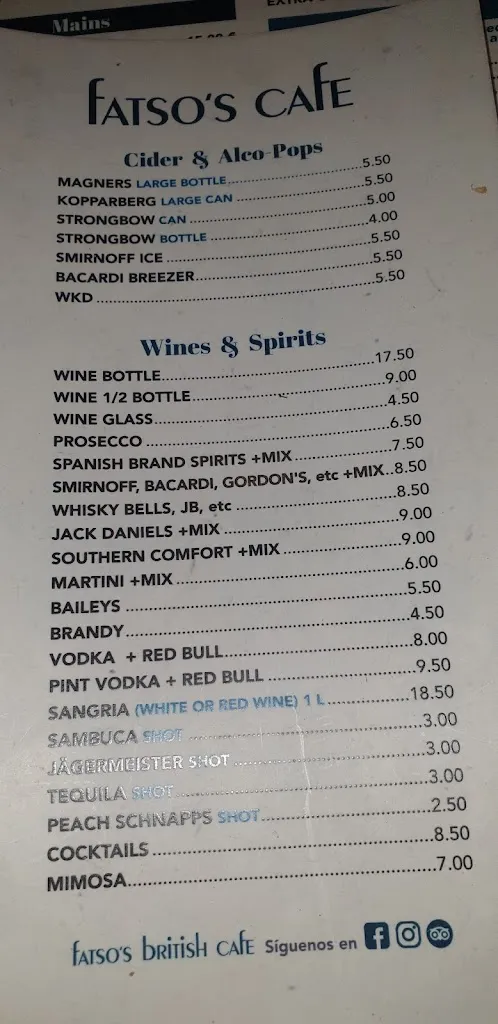 Mains
FATSO'S CAFE
Cider & Alco-Pops
MAGNERS LARGE BOTTLE.....5.50
KOPPARBERG LARGE CAN.....5.50
STRONGBOW CAN.....5.00
STRONGBOW BOTTLE.....4.00
SMIRNOFF ICE.....5.50
BACARDI BREEZER.....5.50
WKD.....5.50
Wines & Spirits
WINE BOTTLE.....17.50
WINE 1/2 BOTTLE.....9.00
WINE GLASS.....4.50
PROSECCO.....6.50
SPANISH BRAND SPIRITS +MIX.....7.50
SMIRNOFF, BACARDI, GORDON'S, etc +MIX..8.50
WHISKY BELLS, JB, etc.....8.50
JACK DANIELS +MIX.....9.00
SOUTHERN COMFORT +MIX.....9.00
MARTINI +MIX.....6.00
BAILEYS.....5.50
BRANDY.....4.50
VODKA + RED BULL.....8.00
PINT VODKA + RED BULL.....9.50
SANGRIA (WHITE OR RED WINE) 1 L.....18.50
SAMBUCA SHOT.....3.00
JÄGERMEISTER SHOT.....3.00
TEQUILA SHOT.....3.00
PEACH SCHNAPPS SHOT.....2.50
COCKTAILS.....8.50
MIMOSA.....7.00
FATSO'S british CAFE Síguenos en